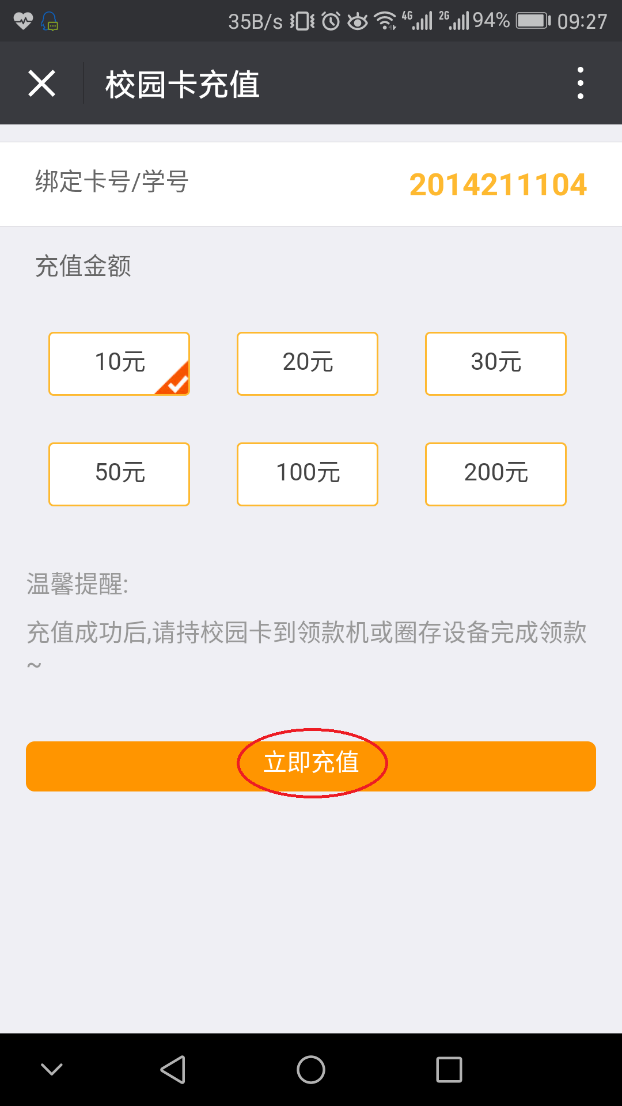 35B/s 4G 2G 94% 09:27
校园卡充值
绑定卡号/学号 2014211104
充值金额
10元 20元 30元
50元 100元 200元
温馨提醒:
充值成功后,请持校园卡到领款机或圈存设备完成领款
~
立即充值